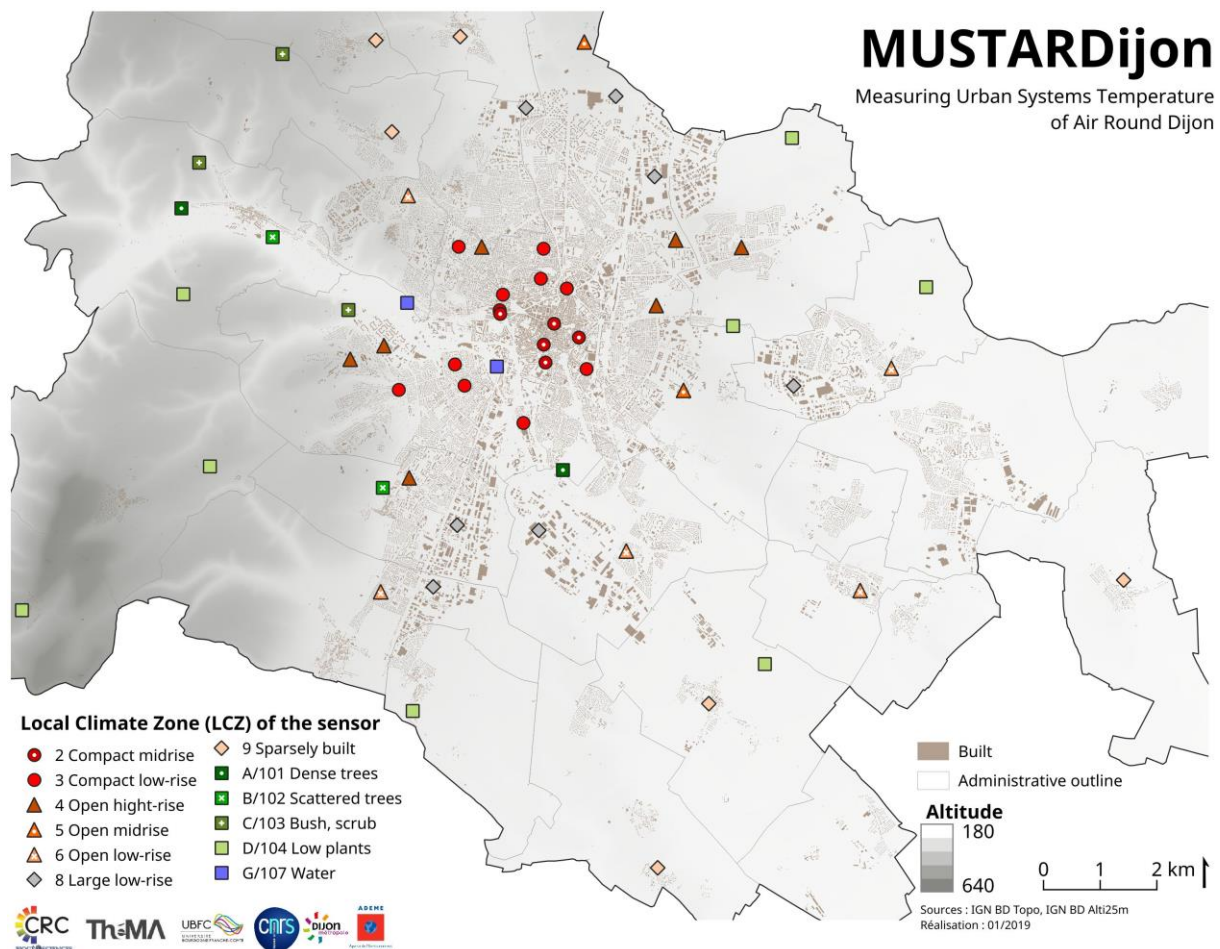 MUSTARDijon
Measuring Urban Systems Temperature
of Air Round Dijon
Local Climate Zone (LCZ) of the sensor
2 Compact midrise
3 Compact low-rise
4 Open hight-rise
5 Open midrise
6 Open low-rise
8 Large low-rise
9 Sparsely built
A/101 Dense trees
B/102 Scattered trees
C/103 Bush, scrub
D/104 Low plants
G/107 Water
Built
Administrative outline
Altitude
180
640
0 1 2 km
Sources : IGN BD Topo, IGN BD Alti25m
Réalisation : 01/2019
CRC
ThéMA
UBFC
cnrs
DIJON
métropole
ADEME